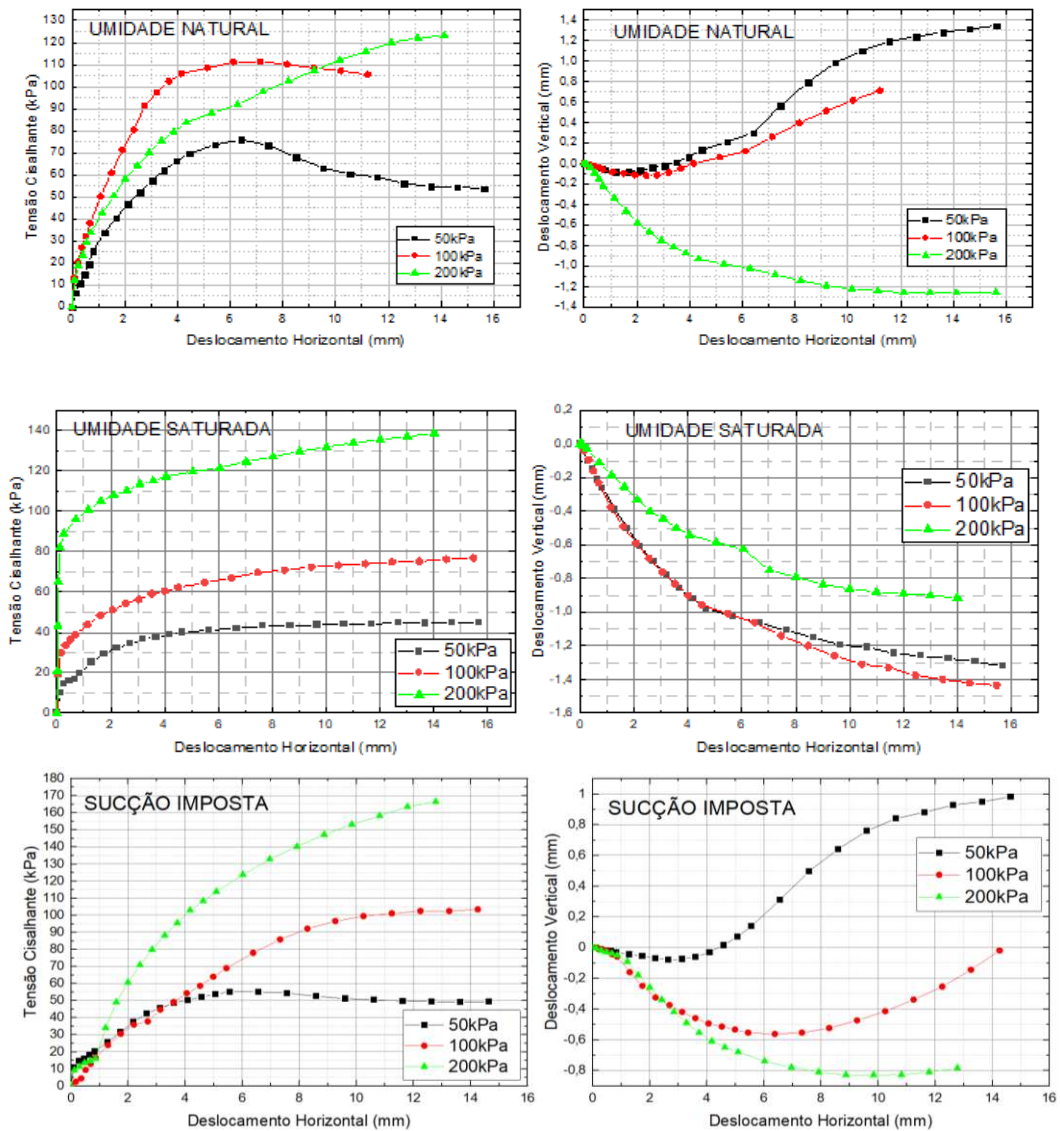 UMIDADE NATURAL
Tensão Cisalhante (kPa)
130
120
110
100
90
80
70
60
50
40
30
20
10
0
50kPa
100kPa
200kPa
0 2 4 6 8 10 12 14 16
Deslocamento Horizontal (mm)
UMIDADE NATURAL
Deslocamento Vertical (mm)
1,4
1,2
1,0
0,8
0,6
0,4
0,2
0,0
-0,2
-0,4
-0,6
-0,8
-1,0
-1,2
-1,4
50kPa
100kPa
200kPa
0 2 4 6 8 10 12 14 16
Deslocamento Horizontal (mm)
UMIDADE SATURADA
Tensão Cisalhante (kPa)
140
120
100
80
60
40
20
0
50kPa
100kPa
200kPa
0 2 4 6 8 10 12 14 16
Deslocamento Horizontal (mm)
UMIDADE SATURADA
Deslocamento Vertical (mm)
0,2
0,0
-0,2
-0,4
-0,6
-0,8
-1,0
-1,2
-1,4
-1,6
50kPa
100kPa
200kPa
0 2 4 6 8 10 12 14 16
Deslocamento Horizontal (mm)
SUCÇÃO IMPOSTA
Tensão Cisalhante (kPa)
180
170
160
150
140
130
120
110
100
90
80
70
60
50
40
30
20
10
0
50kPa
100kPa
200kPa
0 2 4 6 8 10 12 14 16
Deslocamento Horizontal (mm)
SUCÇÃO IMPOSTA
Deslocamento Vertical (mm)
1
0,8
0,6
0,4
0,2
0
-0,2
-0,4
-0,6
-0,8
50kPa
100kPa
200kPa
0 2 4 6 8 10 12 14 16
Deslocamento Horizontal (mm)